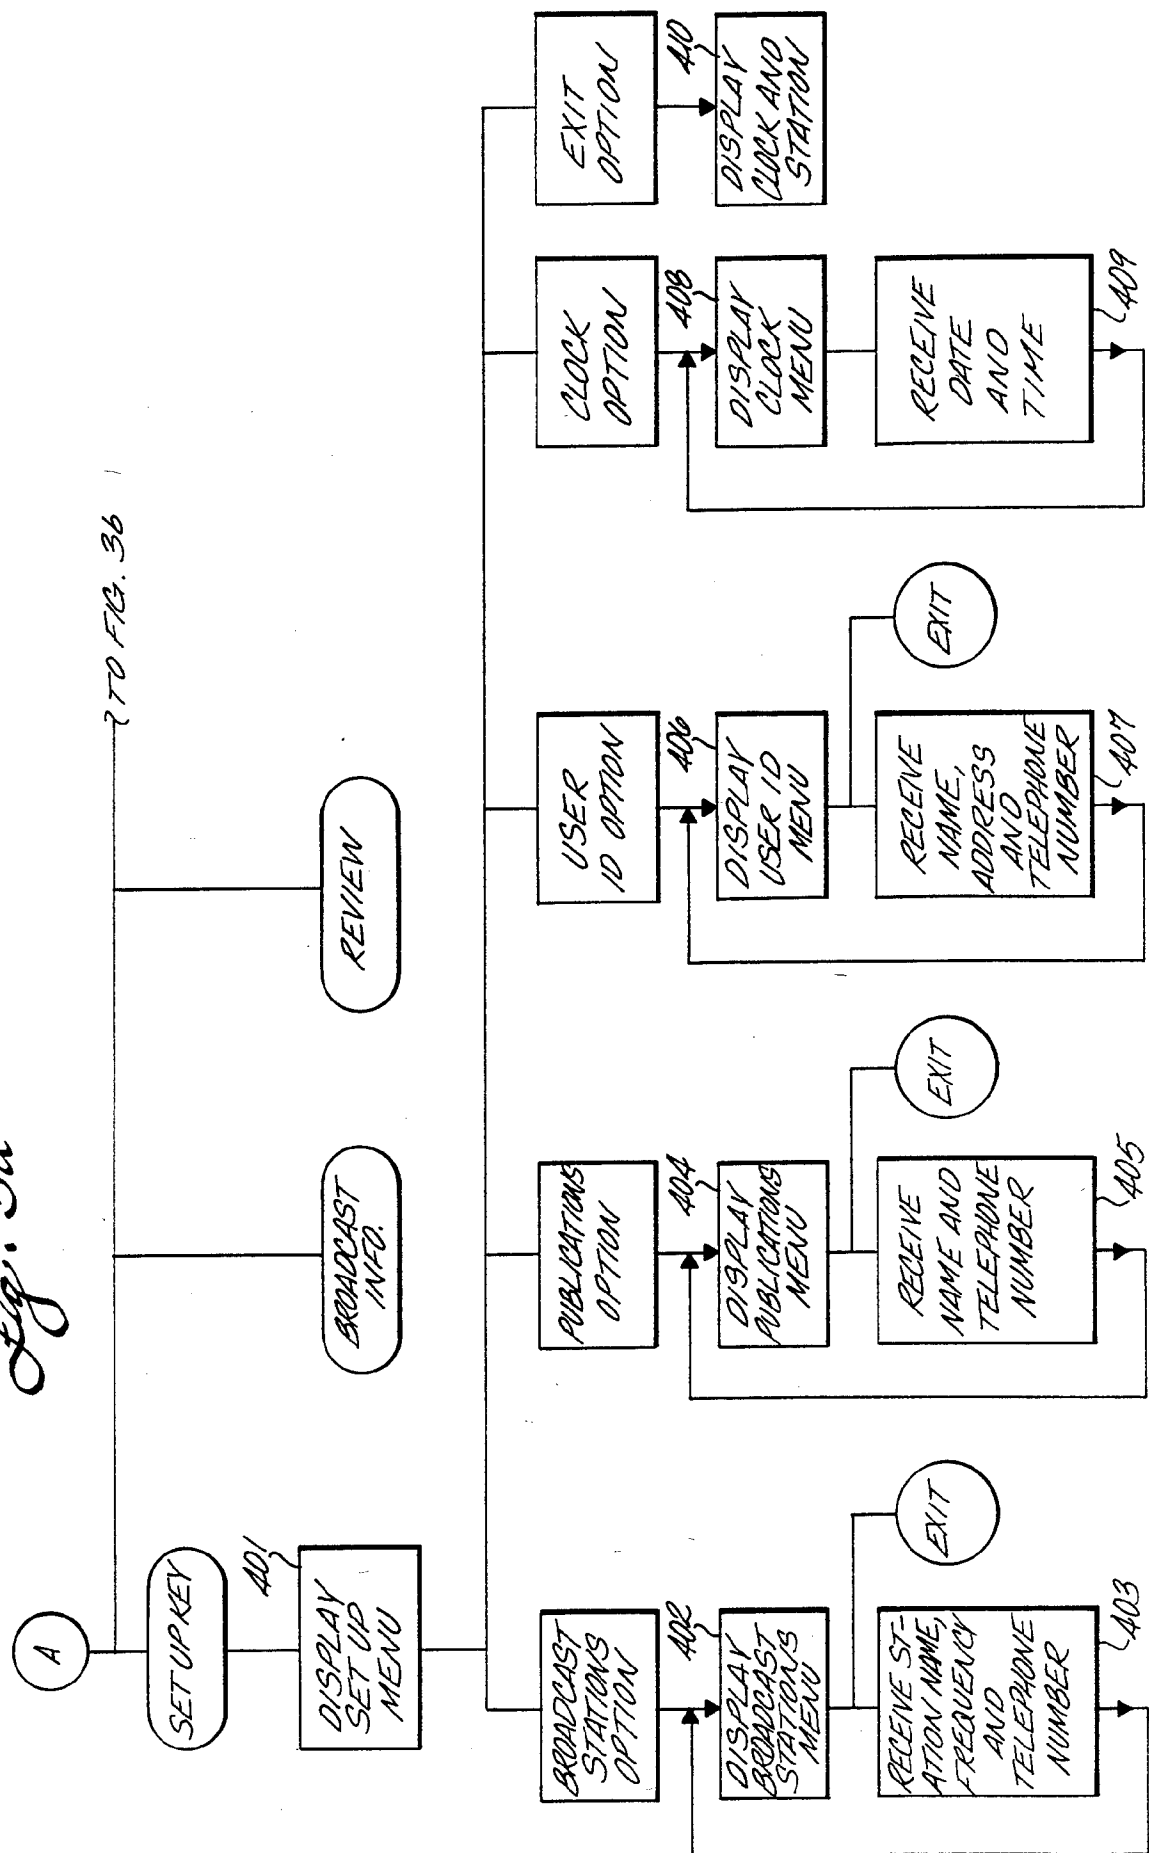 Fig. 3a
A
TO FIG. 36
SET UP KEY
BROADCAST
INFO.
REVIEW
401
DISPLAY
SET UP
MENU
BROADCAST
STATIONS
OPTION
PUBLICATIONS
OPTION
USER
ID OPTION
CLOCK
OPTION
EXIT
OPTION
402
DISPLAY
BROADCAST
STATIONS
MENU
404
DISPLAY
PUBLICATIONS
MENU
406
DISPLAY
USER ID
MENU
408
DISPLAY
CLOCK
MENU
410
DISPLAY
CLOCK AND
STATION
EXIT
EXIT
EXIT
RECEIVE ST-
ATION NAME,
FREQUENCY
AND
TELEPHONE
NUMBER
403
RECEIVE
NAME AND
TELEPHONE
NUMBER
405
RECEIVE
NAME,
ADDRESS
AND
TELEPHONE
NUMBER
407
RECEIVE
DATE
AND
TIME
409